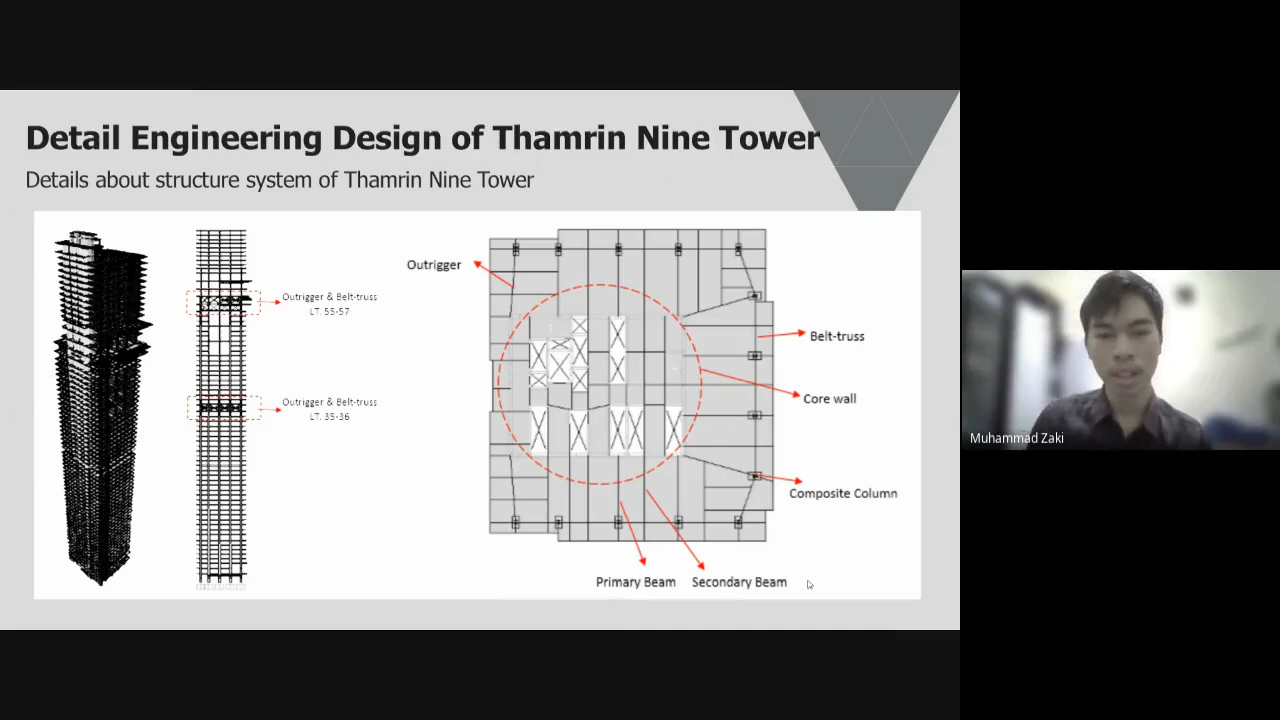 Detail Engineering Design of Thamrin Nine Tower
Details about structure system of Thamrin Nine Tower
Outrigger & Belt-truss
LT. 55-57
Outrigger & Belt-truss
LT. 35-36
Outrigger
Belt-truss
Core wall
Composite Column
Primary Beam
Secondary Beam
Muhammad Zaki